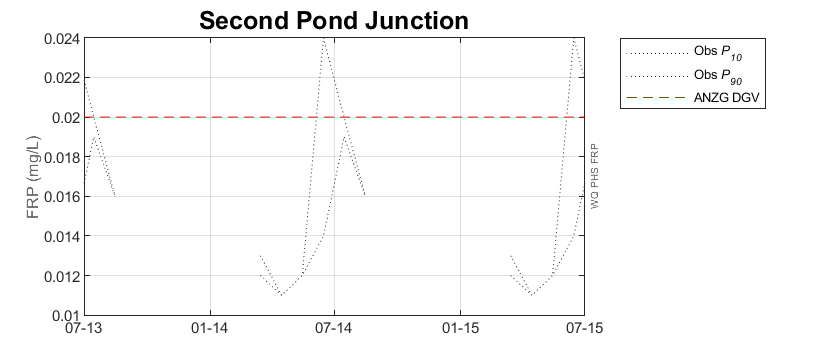 Second Pond Junction
FRP (mg/L)
0.024
0.022
0.02
0.018
0.016
0.014
0.012
0.01
07-13
01-14
07-14
01-15
07-15
WQ PHS FRP
Obs P10
Obs P90
ANZG DGV